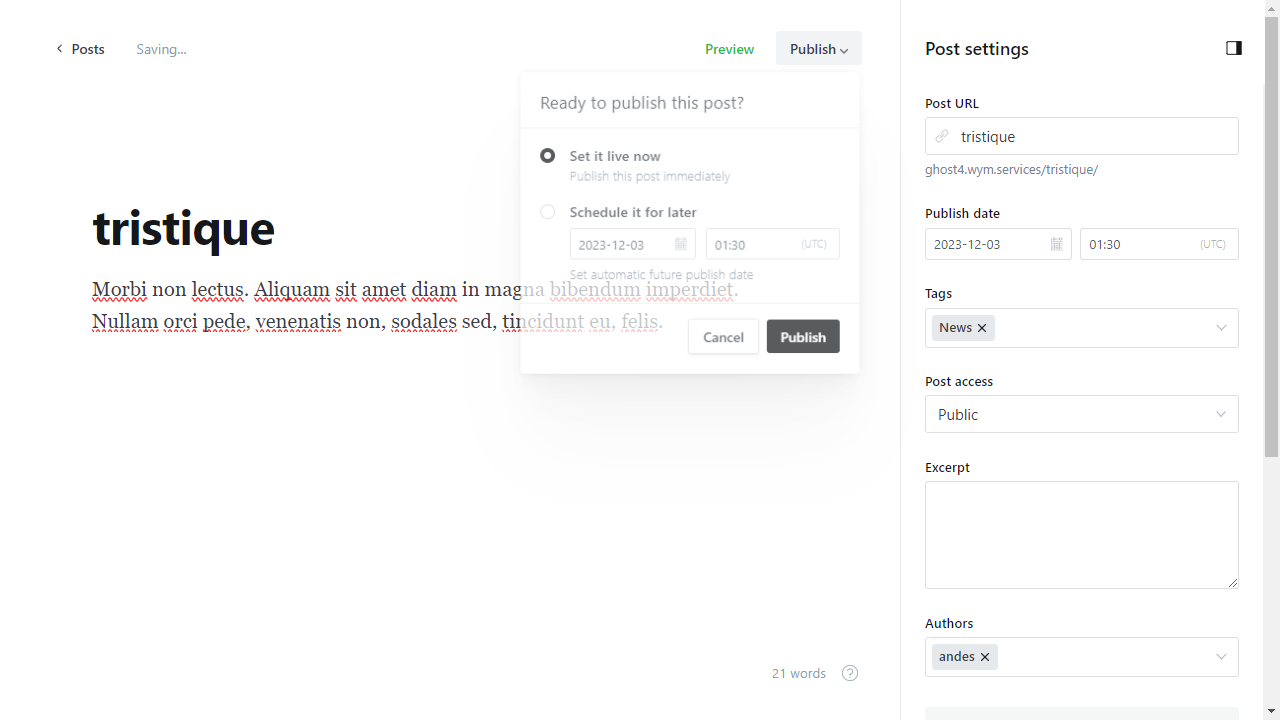 Posts
Saving...
Preview
Publish
Ready to publish this post?
Set it live now
Publish this post immediately
Schedule it for later
2023-12-03
01:30
(UTC)
Set automatic future publish date
Cancel
Publish
tristique
Morbi non lectus. Aliquam sit amet diam in magna bibendum imperdiet.
Nullam orci pede, venenatis non, sodales sed, tincidunt eu, felis.
21 words
Post settings
Post URL
tristique
ghost4.wym.services/tristique/
Publish date
2023-12-03
01:30
(UTC)
Tags
News
Post access
Public
Excerpt
Authors
andes